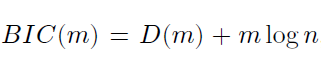 BIC(m) = D(m) + m log n